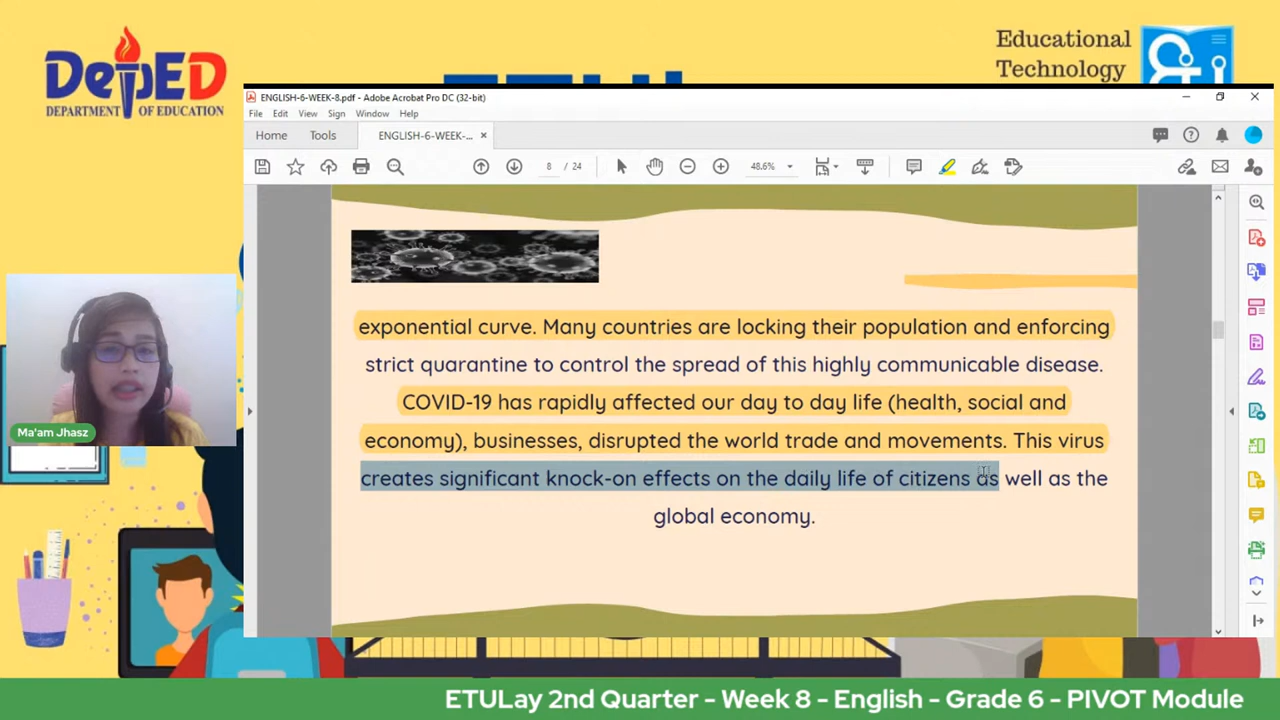 DepED
DEPARTMENT OF EDUCATION
Educational
Technology
ENGLISH-6-WEEK-8.pdf - Adobe Acrobat Pro DC (32-bit)
File Edit View Sign Window Help
Home Tools ENGLISH-6-WEEK-... ×
8 / 24 48.6%
exponential curve. Many countries are locking their population and enforcing
strict quarantine to control the spread of this highly communicable disease.
COVID-19 has rapidly affected our day to day life (health, social and
economy), businesses, disrupted the world trade and movements. This virus
creates significant knock-on effects on the daily life of citizens as well as the
global economy.
Ma'am Jhasz
ETULay 2nd Quarter - Week 8 - English - Grade 6 - PIVOT Module